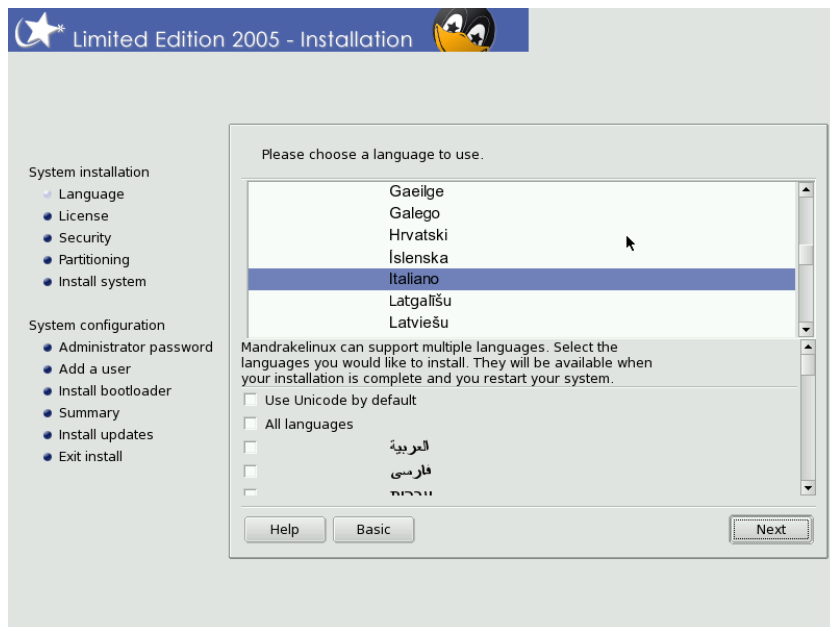 Limited Edition 2005 - Installation
Please choose a language to use.
System installation
Language
License
Security
Partitioning
Install system
System configuration
Administrator password
Add a user
Install bootloader
Summary
Install updates
Exit install
Gaeilge
Galego
Hrvatski
Íslenska
Italiano
Latgalīšu
Latviešu
Mandrakelinux can support multiple languages. Select the
languages you would like to install. They will be available when
your installation is complete and you restart your system.
Use Unicode by default
All languages
العربية
فارسی
Help
Basic
Next